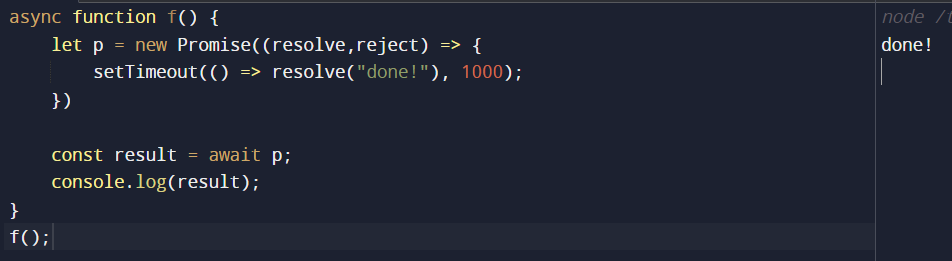 async function f() {
    let p = new Promise((resolve,reject) => {
        setTimeout(() => resolve("done!"), 1000);
    })
    const result = await p;
    console.log(result);
}
f();
node /t
done!